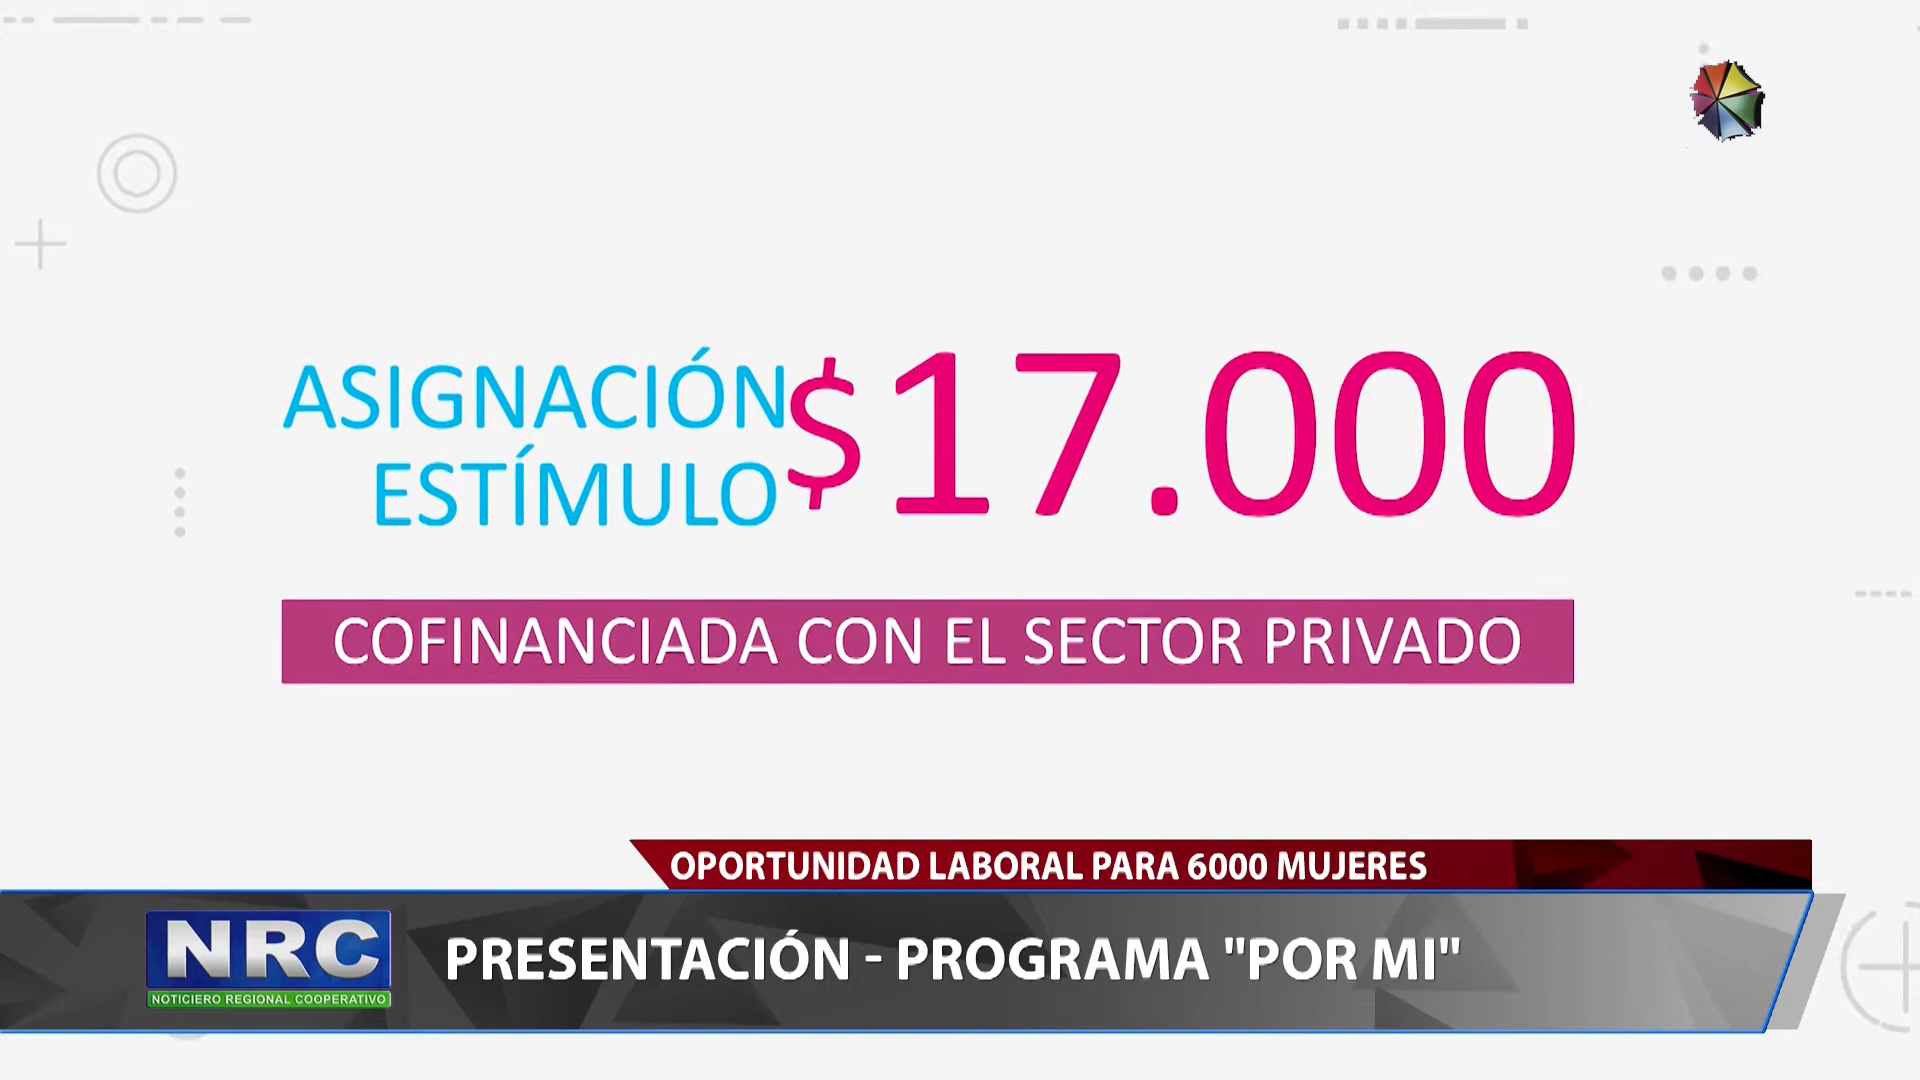 ASIGNACIÓN
ESTÍMULO
$17.000
COFINANCIADA CON EL SECTOR PRIVADO
OPORTUNIDAD LABORAL PARA 6000 MUJERES
NRC
NOTICIERO REGIONAL COOPERATIVO
PRESENTACIÓN - PROGRAMA "POR MI"